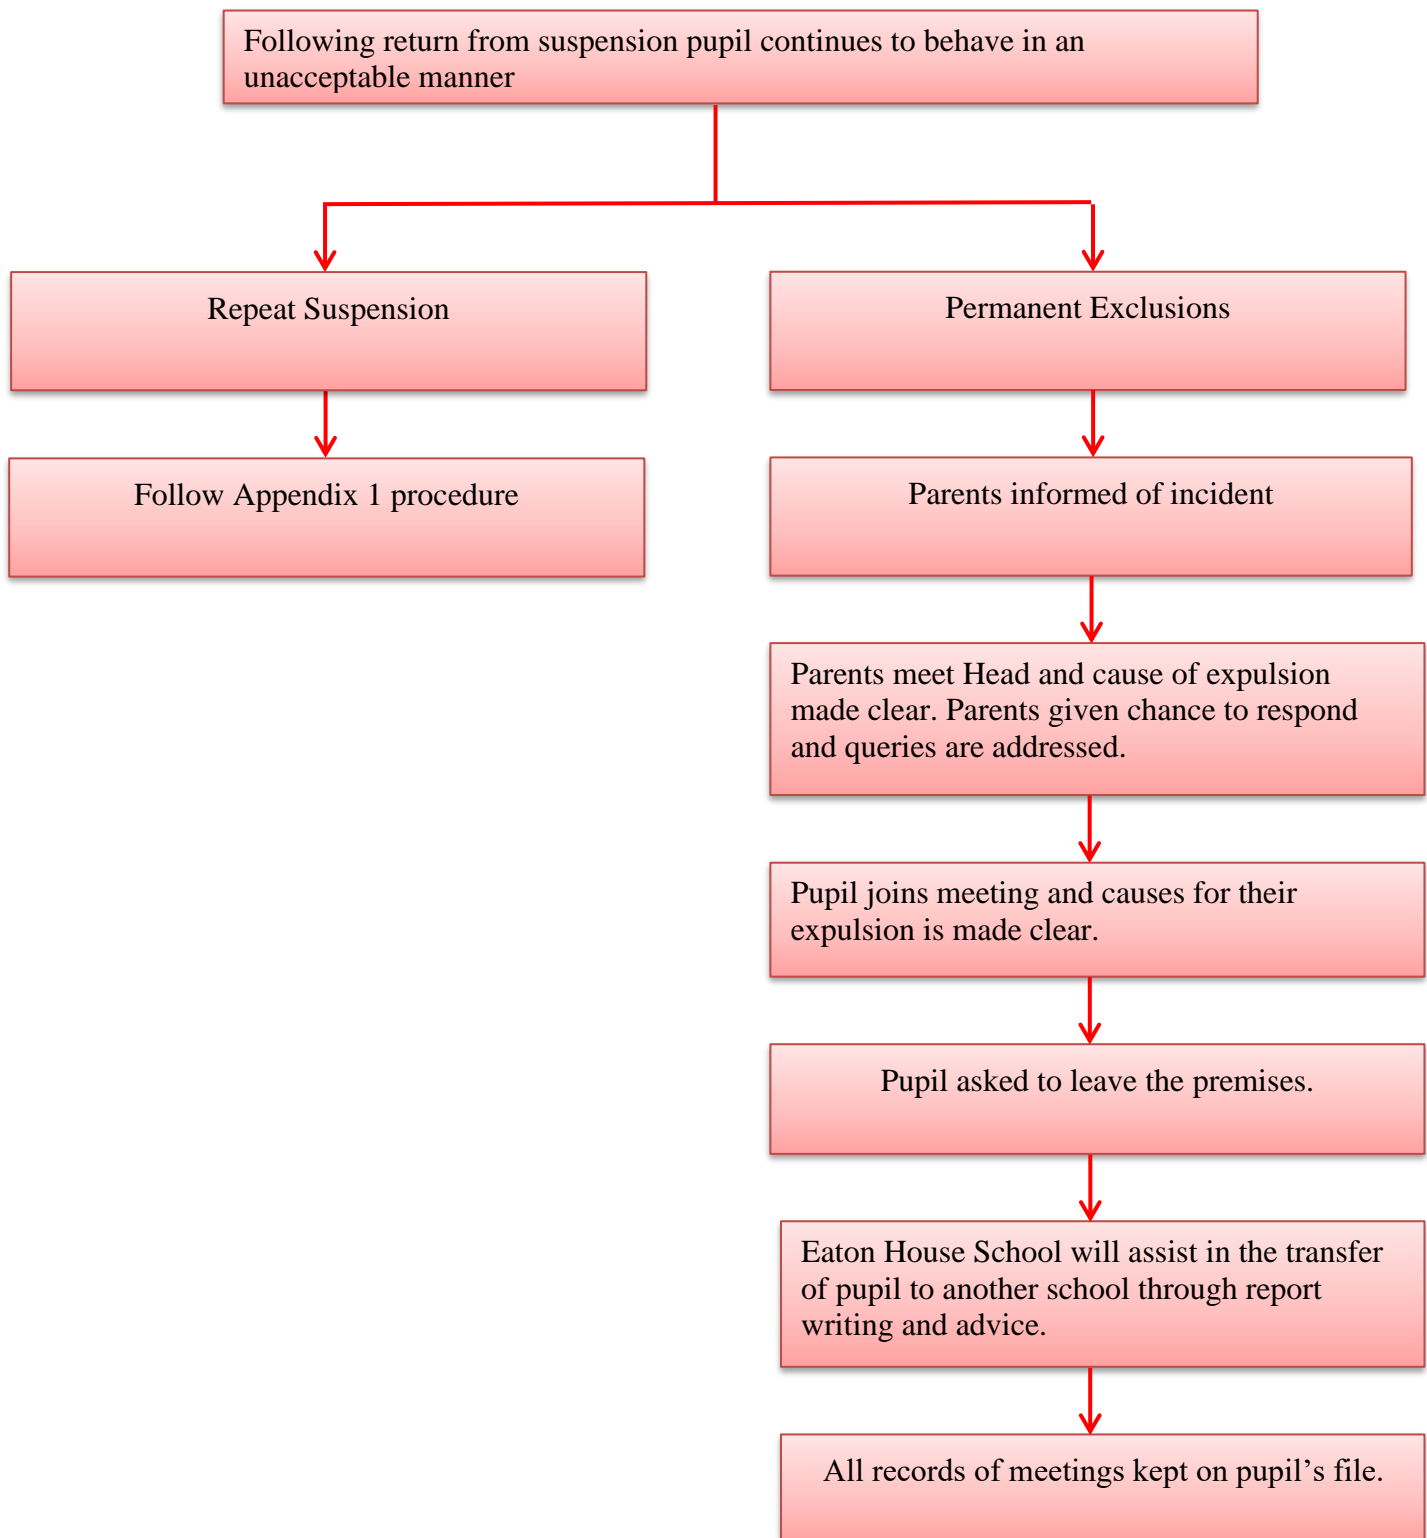 Following return from suspension pupil continues to behave in an
unacceptable manner
Repeat Suspension
Permanent Exclusions
Follow Appendix 1 procedure
Parents informed of incident
Parents meet Head and cause of expulsion
made clear. Parents given chance to respond
and queries are addressed.
Pupil joins meeting and causes for their
expulsion is made clear.
Pupil asked to leave the premises.
Eaton House School will assist in the transfer
of pupil to another school through report
writing and advice.
All records of meetings kept on pupil’s file.